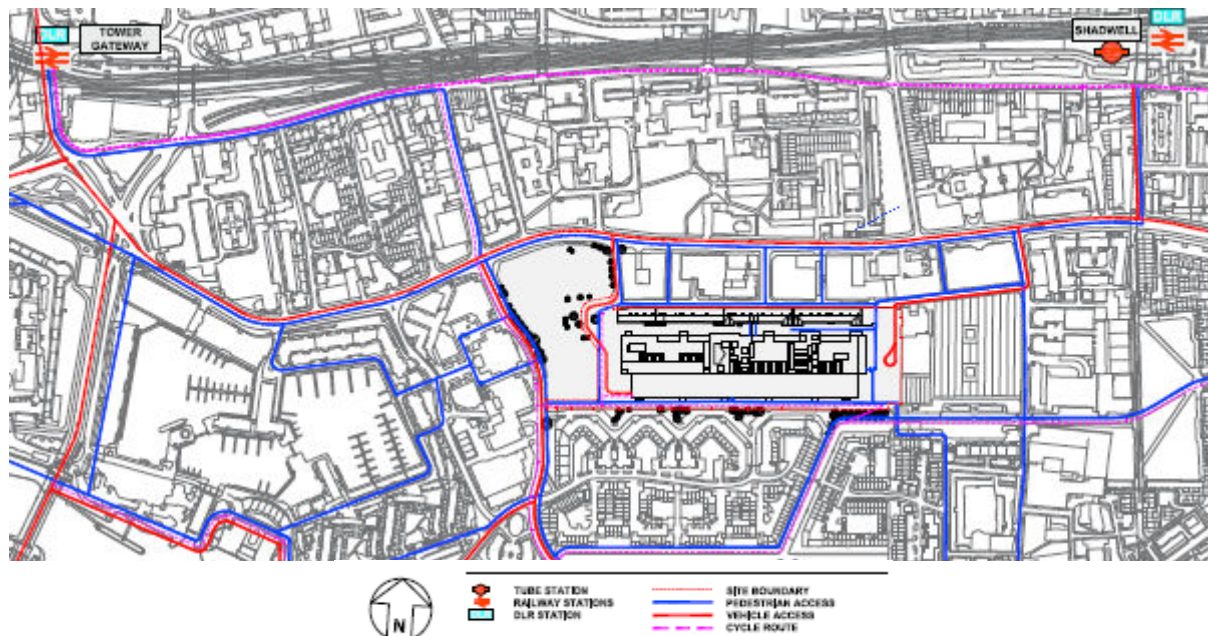 DLR
TOWER
GATEWAY
DLR
SHADWELL
N
TUBE STATION
RAILWAY STATIONS
DLR STATION
SITE BOUNDARY
PEDESTRIAN ACCESS
VEHICLE ACCESS
CYCLE ROUTE